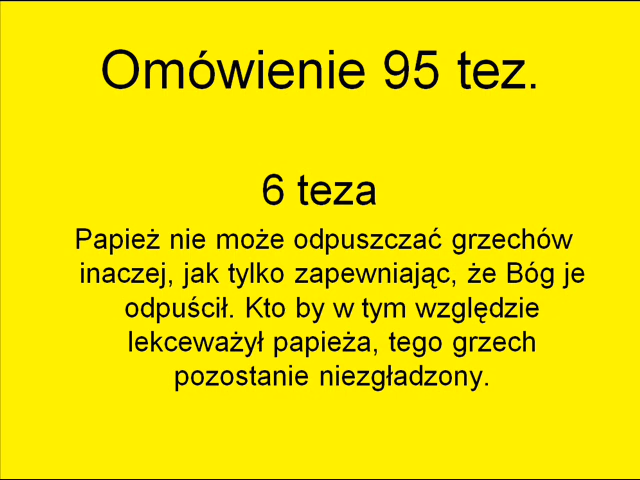 Omówienie 95 tez.
6 teza
Papież nie może odpuszczać grzechów
inaczej, jak tylko zapewniając, że Bóg je
odpuścił. Kto by w tym względzie
lekceważył papieża, tego grzech
pozostanie niezgładzony.